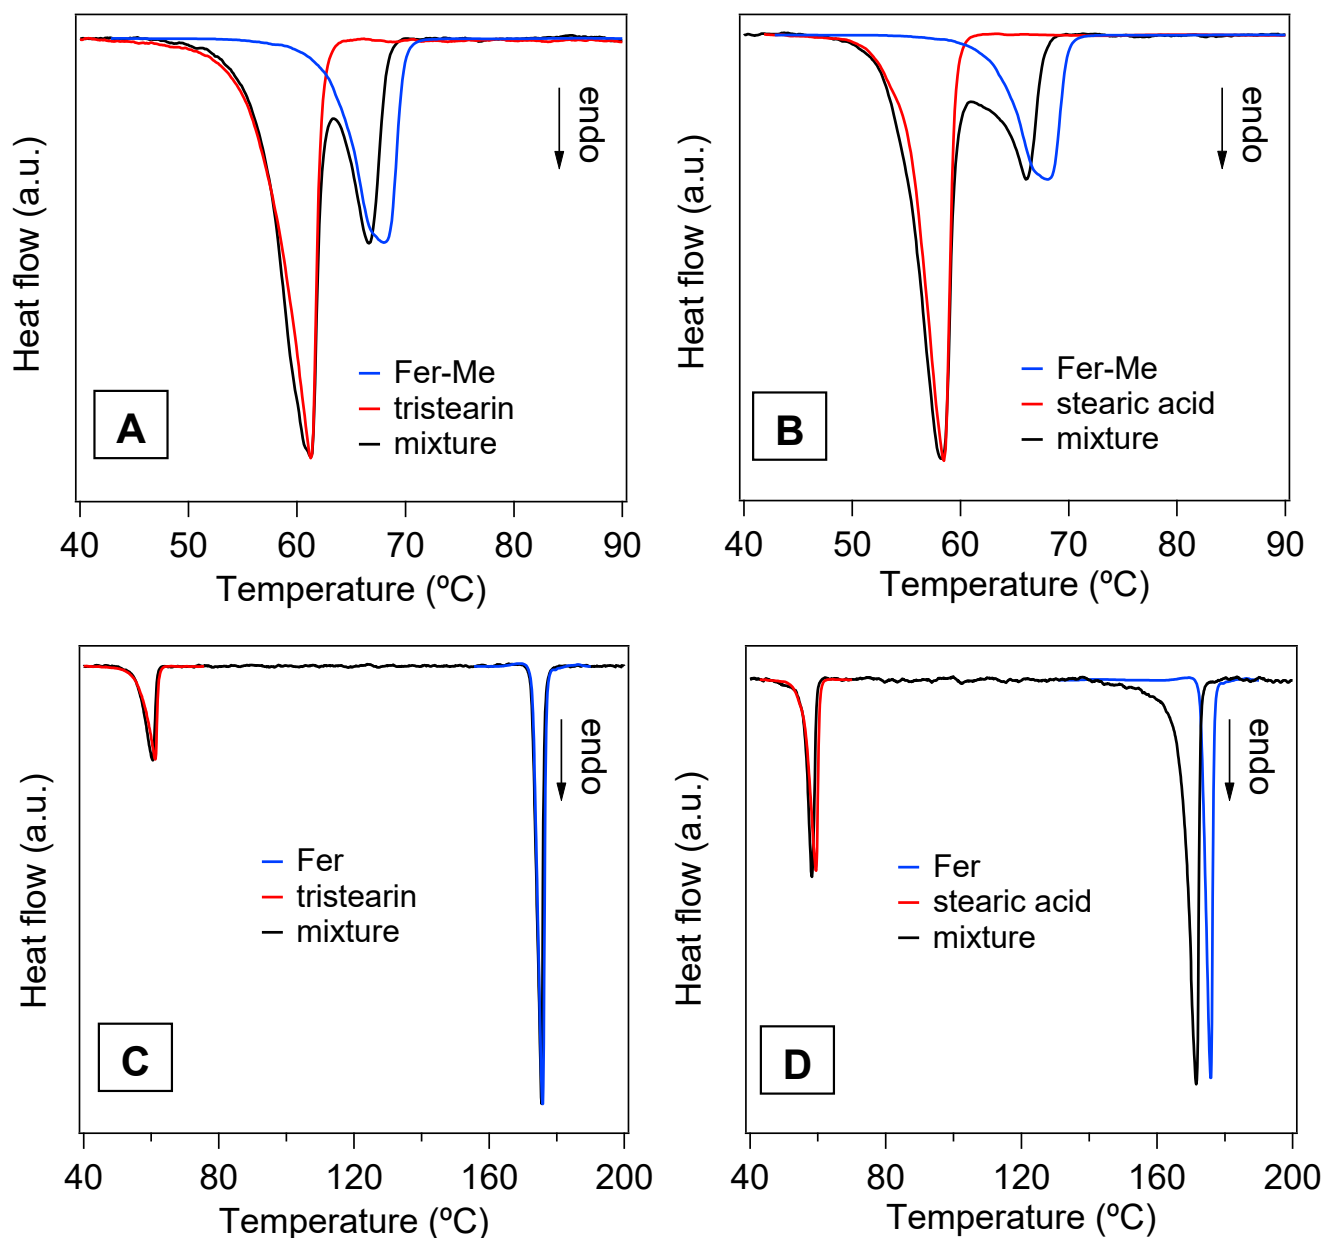 Heat flow (a.u.)
endo
Fer-Me
tristearin
mixture
A
40 50 60 70 80 90
Temperature (ºC)
Heat flow (a.u.)
endo
Fer-Me
stearic acid
mixture
B
40 50 60 70 80 90
Temperature (ºC)
Heat flow (a.u.)
endo
Fer
tristearin
mixture
C
40 80 120 160 200
Temperature (ºC)
Heat flow (a.u.)
endo
Fer
stearic acid
mixture
D
40 80 120 160 200
Temperature (ºC)